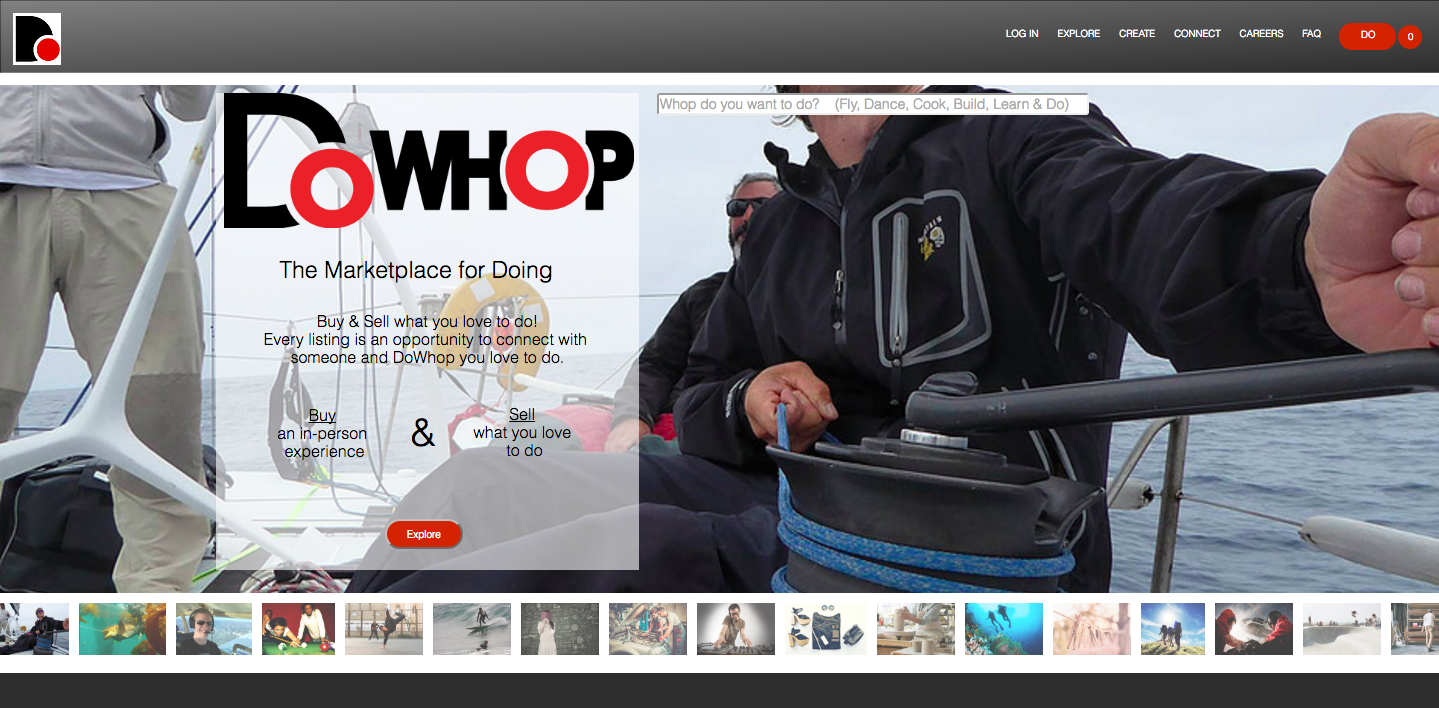 LOG IN EXPLORE CREATE CONNECT CAREERS FAQ DO 0
Whop do you want to do? (Fly, Dance, Cook, Build, Learn & Do)
DoWHOP
The Marketplace for Doing
Buy & Sell what you love to do!
Every listing is an opportunity to connect with
someone and DoWhop you love to do.
Buy
an in-person
experience
&
Sell
what you love
to do
Explore